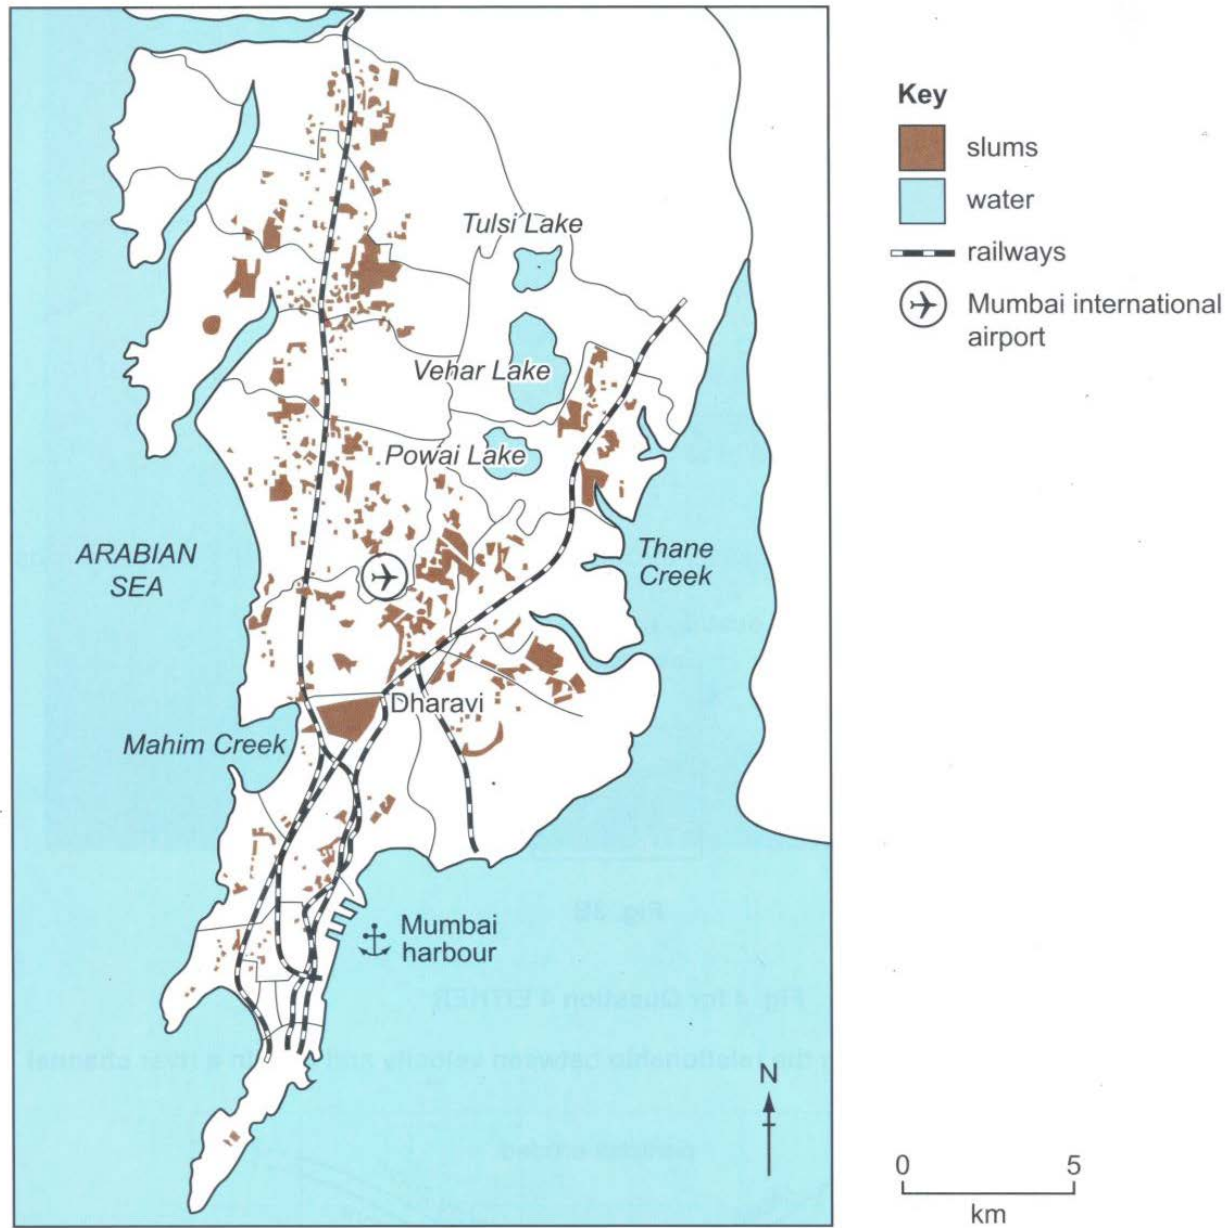 Key
slums
water
railways
Mumbai international
airport
Tulsi Lake
Vehar Lake
Powai Lake
ARABIAN
SEA
Thane
Creek
Dharavi
Mahim Creek
Mumbai
harbour
N
0 5
km